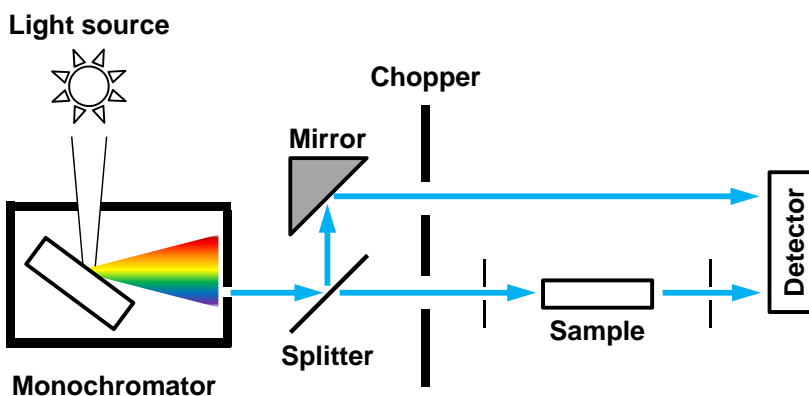 Light source
Chopper
Mirror
Detector
Splitter
Sample
Monochromator